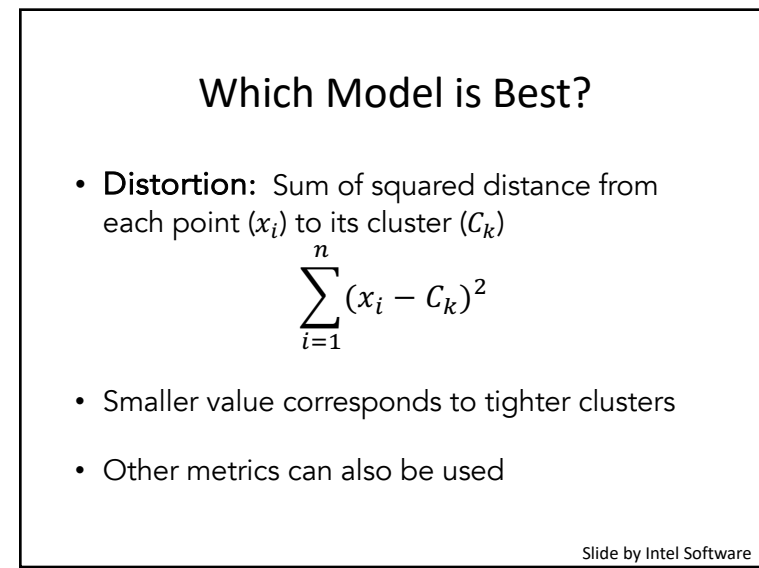 Which Model is Best?
• Distortion: Sum of squared distance from
each point (𝑥ᵢ) to its cluster (𝐶ₖ)
𝑛
∑(𝑥ᵢ − 𝐶ₖ)²
𝑖=1
• Smaller value corresponds to tighter clusters
• Other metrics can also be used
Slide by Intel Software